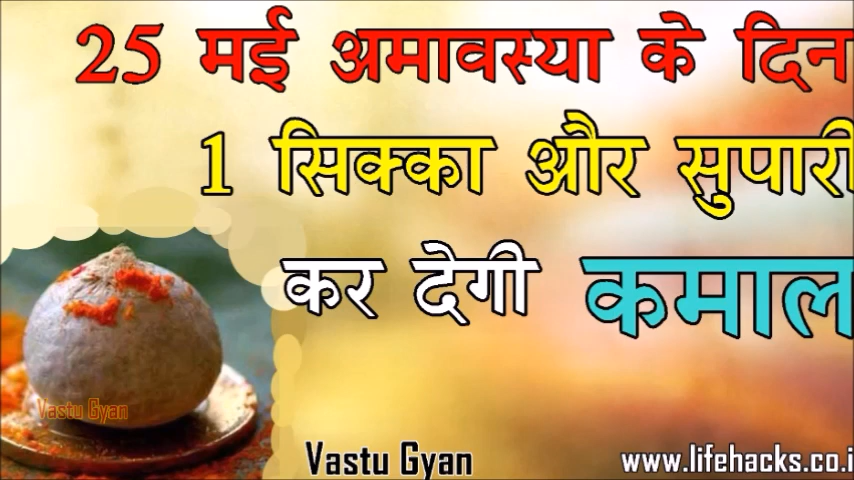 25 मई अमावस्या के दिन
1 सिक्का और सुपारी
कर देगी कमाल
Vastu Gyan
Vastu Gyan
www.lifehacks.co.i